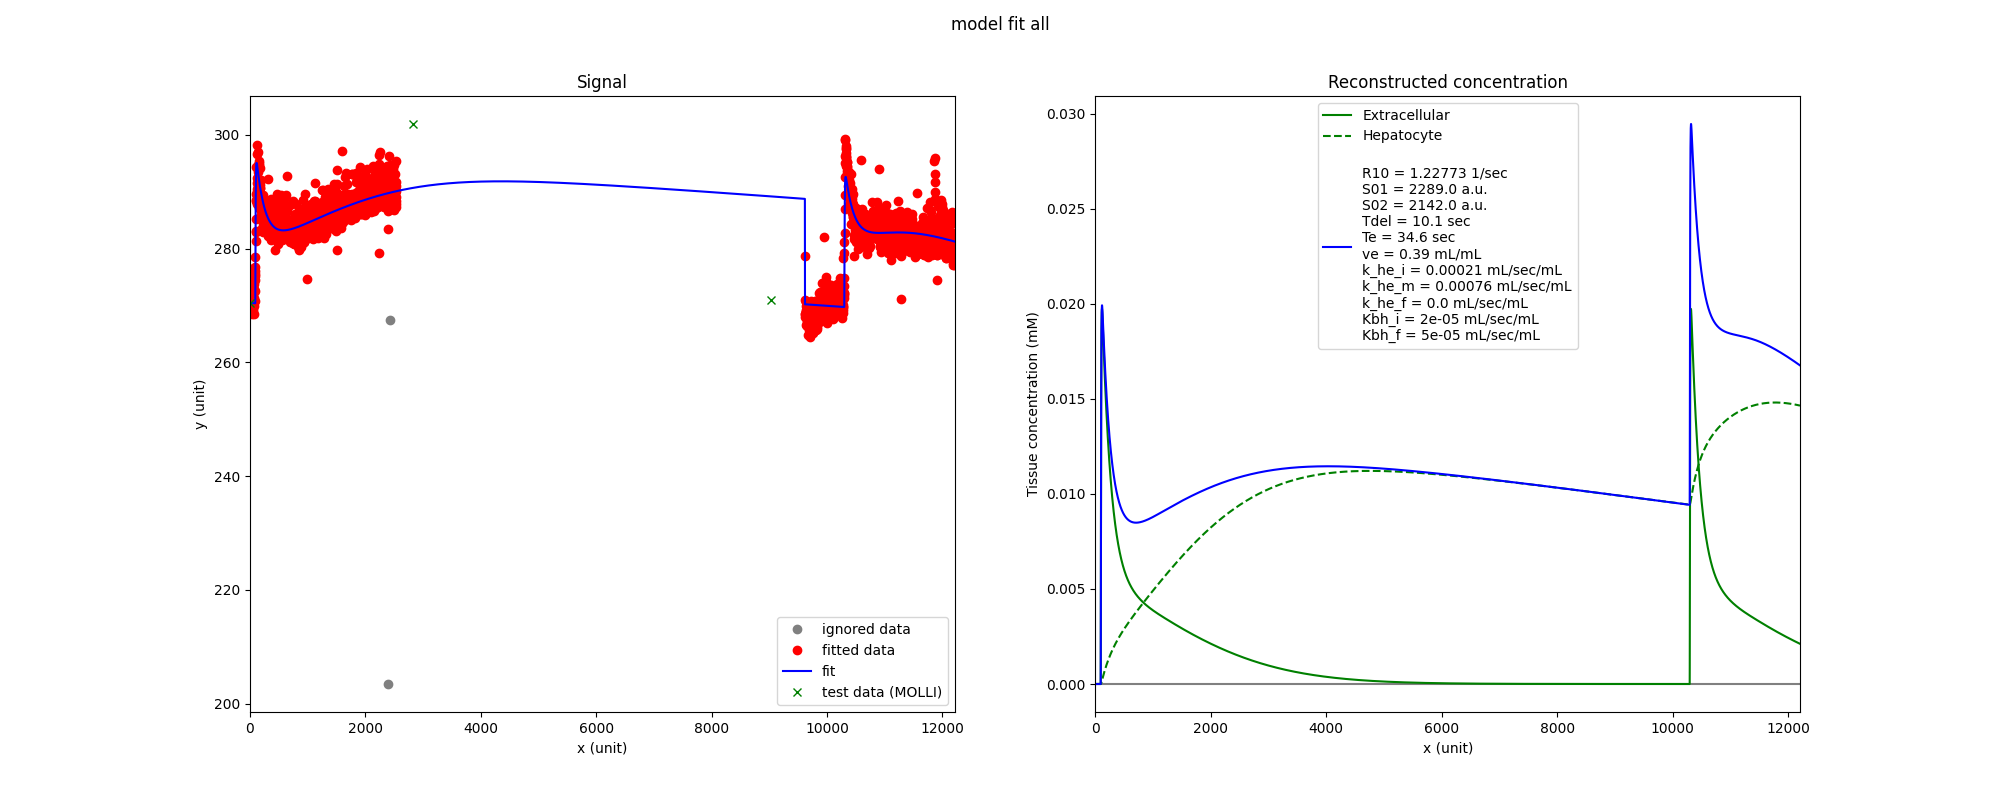 model fit all
Signal
300
280
260
240
220
200
y (unit)
0
2000
4000
6000
8000
10000
12000
x (unit)
ignored data
fitted data
fit
test data (MOLLI)
Reconstructed concentration
0.030
0.025
0.020
0.015
0.010
0.005
0.000
Tissue concentration (mM)
0
2000
4000
6000
8000
10000
12000
x (unit)
Extracellular
Hepatocyte
R10 = 1.22773 1/sec
S01 = 2289.0 a.u.
S02 = 2142.0 a.u.
Tdel = 10.1 sec
Te = 34.6 sec
ve = 0.39 mL/mL
k_he_i = 0.00021 mL/sec/mL
k_he_m = 0.00076 mL/sec/mL
k_he_f = 0.0 mL/sec/mL
Kbh_i = 2e-05 mL/sec/mL
Kbh_f = 5e-05 mL/sec/mL